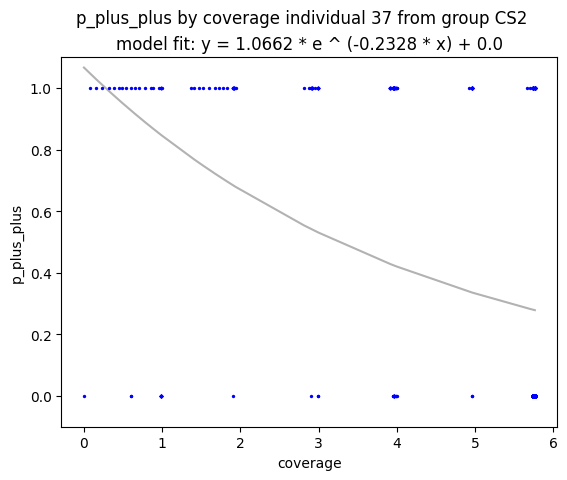 p_plus_plus by coverage individual 37 from group CS2
model fit: y = 1.0662 * e ^ (-0.2328 * x) + 0.0
1.0
0.8
0.6
0.4
0.2
0.0
p_plus_plus
0 1 2 3 4 5 6
coverage